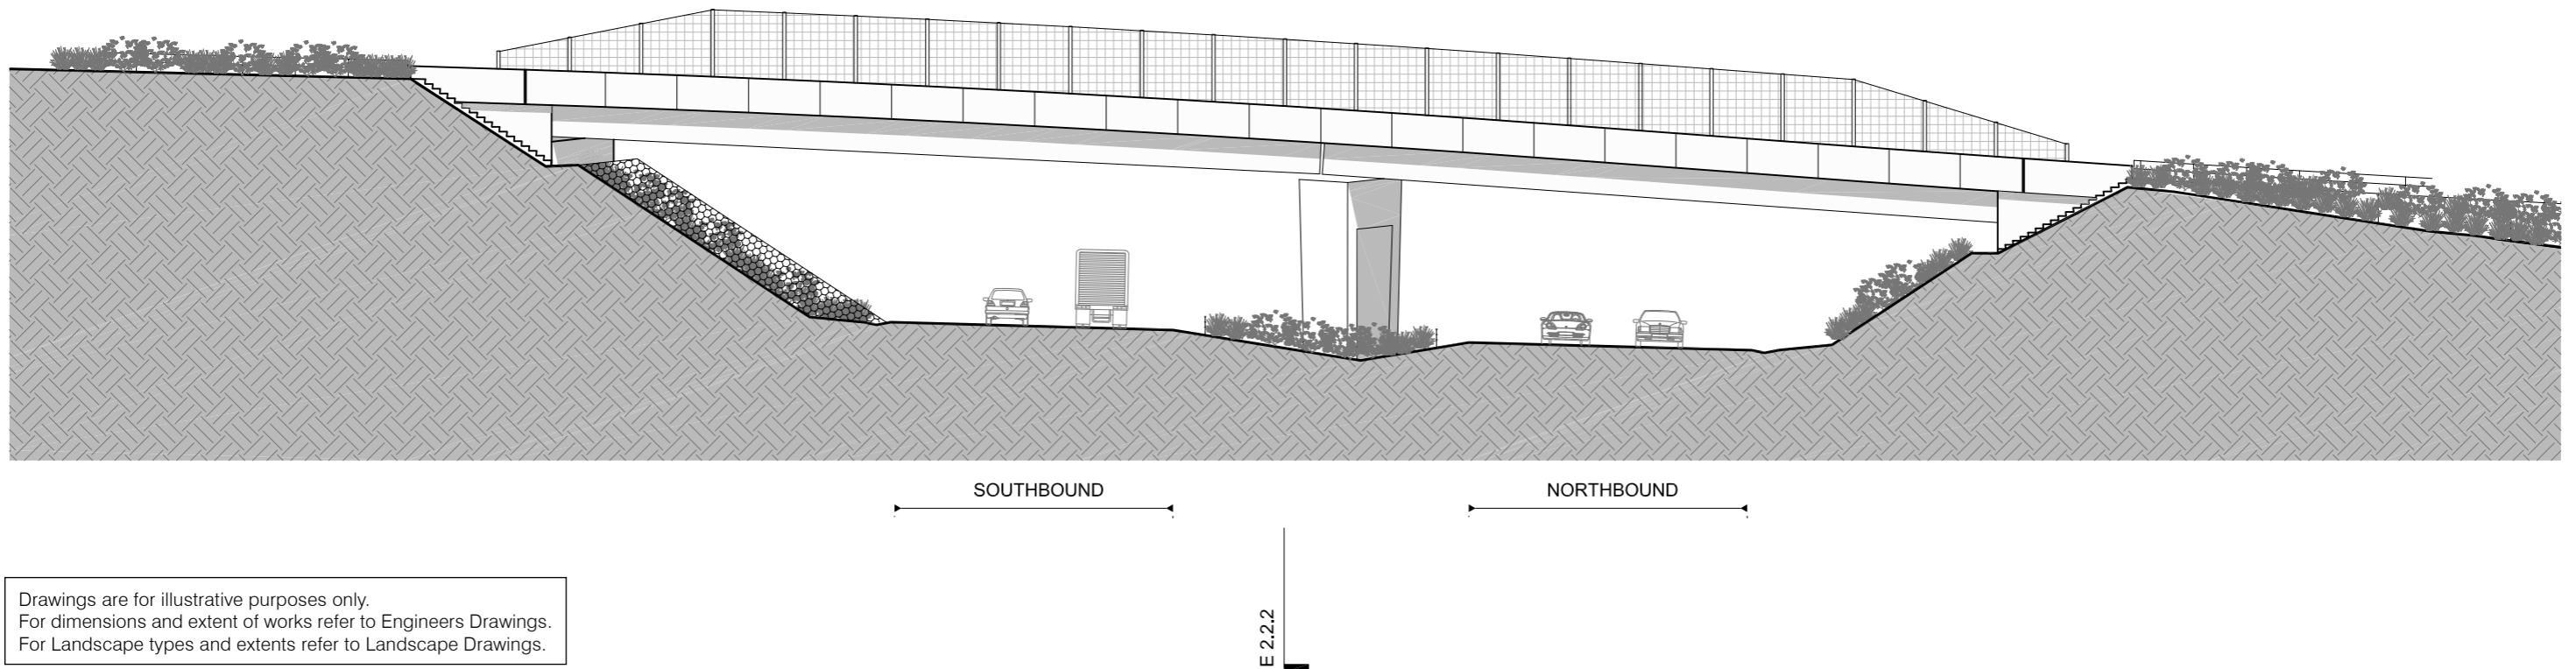 SOUTHBOUND
NORTHBOUND
Drawings are for illustrative purposes only.
For dimensions and extent of works refer to Engineers Drawings.
For Landscape types and extents refer to Landscape Drawings.
E 2.2.2